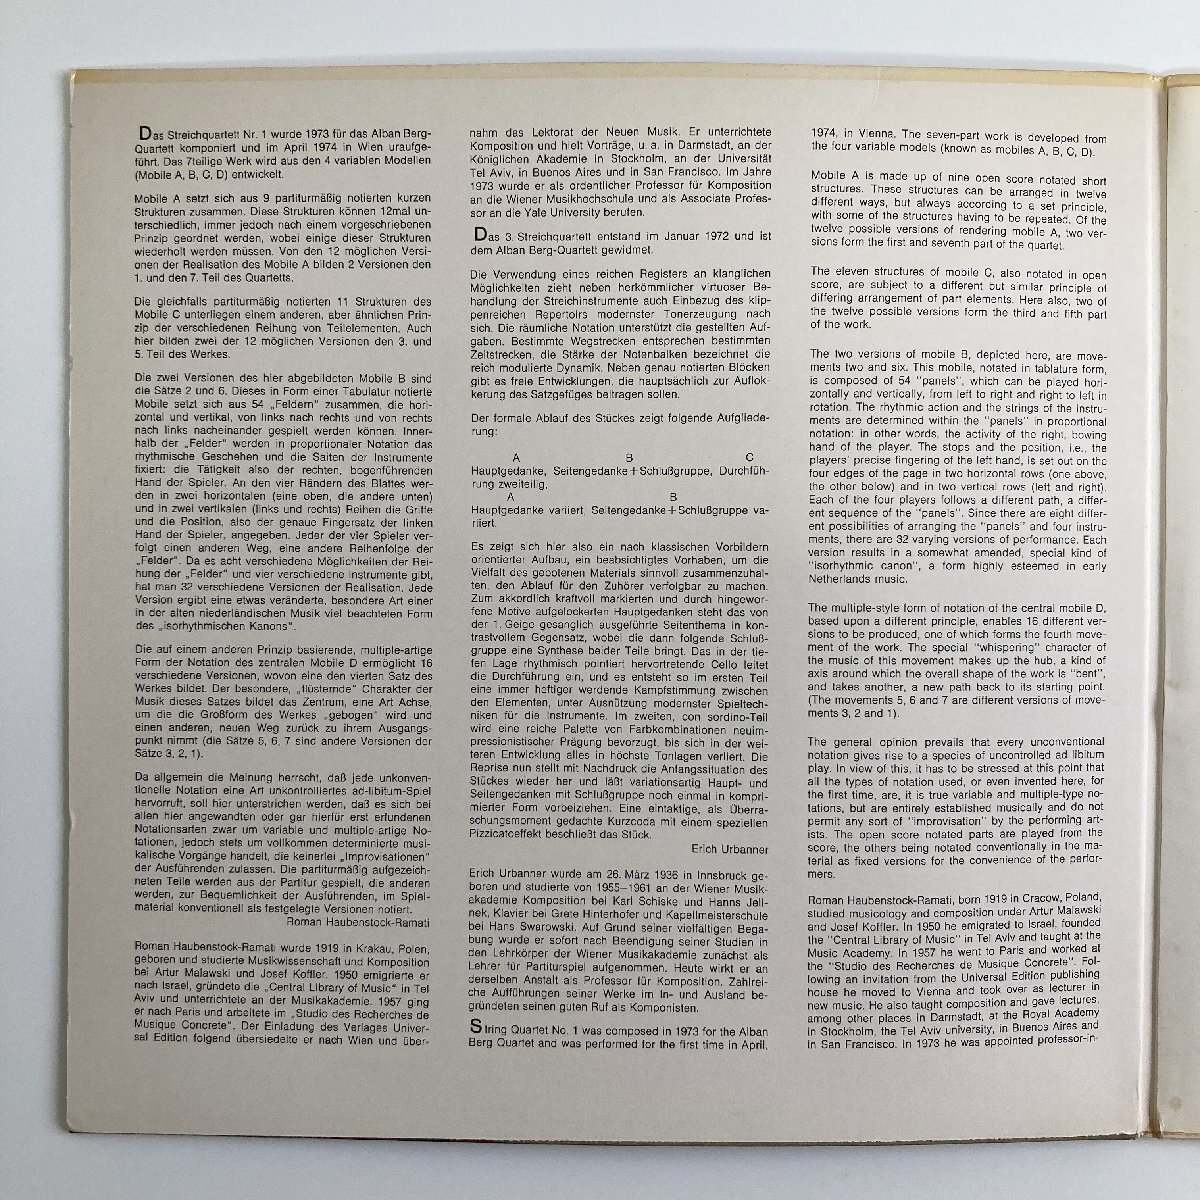 Das Streichquartett Nr. 1 wurde 1973 für das Alban Berg-
Quartett komponiert und im April 1974 in Wien uraufge-
führt. Das 7teilige Werk wird aus den 4 variablen Modellen
(Mobile A, B, C, D) entwickelt.
Mobile A setzt sich aus 9 partiturmäßig notierten kurzen
Strukturen zusammen. Diese Strukturen können 12mal un-
terschiedlich, immer jedoch nach einem vorgeschriebenen
Prinzip geordnet werden, wobei einige dieser Strukturen
wiederholt werden müssen. Von den 12 möglichen Versi-
onen der Realisation des Mobile A bilden 2 Versionen den
1. und den 7. Teil des Quartetts.
Die gleichfalls partiturmäßig notierten 11 Strukturen des
Mobile C unterliegen einem anderen, aber ähnlichen Prin-
zip der verschiedenen Reihung von Teilelementen. Auch
hier bilden zwei der 12 möglichen Versionen den 3. und
5. Teil des Werkes.
Die zwei Versionen des hier abgebildeten Mobile B sind
die Sätze 2 und 6. Dieses in Form einer Tabulatur notierte
Mobile setzt sich aus 54 „Feldern“ zusammen, die hori-
zontal und vertikal, von links nach rechts und von rechts
nach links nacheinander gespielt werden können. Inner-
halb der „Felder“ werden in proportionaler Notation das
rhythmische Geschehen und die Saiten der Instrumente
fixiert: die Tätigkeit also der rechten, bogenführenden
Hand der Spieler. An den vier Rändern des Blattes wer-
den in zwei horizontalen (eine oben, die andere unten)
und in zwei vertikalen (links und rechts) Reihen die Griffe
und die Position, also der genaue Fingersatz der linken
Hand der Spieler, angegeben. Jeder der vier Spieler ver-
folgt einen anderen Weg, eine andere Reihenfolge der
„Felder“. Da es acht verschiedene Möglichkeiten der Rei-
hung der „Felder“ und vier verschiedene Instrumente gibt,
hat man 32 verschiedene Versionen der Realisation. Jede
Version ergibt eine etwas veränderte, besondere Art einer
in der alten niederländischen Musik viel beachteten Form
des „isorhythmischen Kanons“.
Die auf einem anderen Prinzip basierende, multiple-artige
Form der Notation des zentralen Mobile D ermöglicht 16
verschiedene Versionen, wovon eine den vierten Satz des
Werkes bildet. Der besondere, „flüsternde“ Charakter der
Musik dieses Satzes bildet das Zentrum, eine Art Achse,
um die die Großform des Werkes „gebogen“ wird und
einen anderen, neuen Weg zurück zu ihrem Ausgangs-
punkt nimmt (die Sätze 5, 6, 7 sind andere Versionen der
Sätze 3, 2, 1).
Da allgemein die Meinung herrscht, daß jede unkonven-
tionelle Notation eine Art unkontrolliertes ad-libitum-Spiel
hervorruft, soll hier unterstrichen werden, daß es sich bei
allen hier angewandten oder gar hierfür erst erfundenen
Notationsarten zwar um variable und multiple-artige No-
tationen, jedoch stets um vollkommen determinierte musi-
kalische Vorgänge handelt, die keinerlei „Improvisationen“
der Ausführenden zulassen. Die partiturmäßig aufgezeich-
neten Teile werden aus der Partitur gespielt, die anderen
werden, zur Bequemlichkeit der Ausführenden, im Spiel-
material konventionell als festgelegte Versionen notiert.
Roman Haubenstock-Ramati
Roman Haubenstock-Ramati wurde 1919 in Krakau, Polen,
geboren und studierte Musikwissenschaft und Komposition
bei Artur Malawski und Josef Koffler. 1950 emigrierte er
nach Israel, gründete die „Central Library of Music“ in Tel
Aviv und unterrichtete an der Musikakademie. 1957 ging
er nach Paris und arbeitete im „Studio des Recherches de
Musique Concrete“. Der Einladung des Verlages Univer-
sal Edition folgend übersiedelte er nach Wien und über-
nahm das Lektorat der Neuen Musik. Er unterrichtete
Komposition und hielt Vorträge, u. a. in Darmstadt, an der
Königlichen Akademie in Stockholm, an der Universität
Tel Aviv, in Buenos Aires und in San Francisco. Im Jahre
1973 wurde er als ordentlicher Professor für Komposition
an die Wiener Musikhochschule und als Associate Profes-
sor an die Yale University berufen.
Das 3. Streichquartett entstand im Januar 1972 und ist
dem Alban Berg-Quartett gewidmet.
Die Verwendung eines reichen Registers an klanglichen
Möglichkeiten zieht neben herkömmlicher virtuoser Be-
handlung der Streichinstrumente auch Einbezug des klip-
penreichen Repertoirs modernster Tonerzeugung nach
sich. Die räumliche Notation unterstützt die gestellten Auf-
gaben. Bestimmte Wegstrecken entsprechen bestimmten
Zeitstrecken, die Stärke der Notenbalken bezeichnet die
reich modulierte Dynamik. Neben genau notierten Blöcken
gibt es freie Entwicklungen, die hauptsächlich zur Auflok-
kerung des Satzgefüges beitragen sollen.
Der formale Ablauf des Stückes zeigt folgende Aufgliede-
rung:
A B C
Hauptgedanke, Seitengedanke+Schlußgruppe, Durchfüh-
rung zweiteilig.
A B
Hauptgedanke variiert, Seitengedanke+Schlußgruppe va-
riiert.
Es zeigt sich hier also ein nach klassischen Vorbildern
orientierter Aufbau, ein beabsichtigtes Vorhaben, um die
Vielfalt des gebotenen Materials sinnvoll zusammenzuhal-
ten, den Ablauf für den Zuhörer verfolgbar zu machen.
Zum akkordlich kraftvoll markierten und durch hingewor-
fene Motive aufgelockerten Hauptgedanken steht das von
der 1. Geige gesanglich ausgeführte Seitenthema in kon-
trastvollem Gegensatz, wobei die dann folgende Schluß-
gruppe eine Synthese beider Teile bringt. Das in der tie-
fen Lage rhythmisch pointiert hervortretende Cello leitet
die Durchführung ein, und es entsteht so im ersten Teil
eine immer heftiger werdende Kampfstimmung zwischen
den Elementen, unter Ausnützung modernster Spieltech-
niken für die Instrumente. Im zweiten, con sordino-Teil
wird eine reiche Palette von Farbkombinationen neuim-
pressionistischer Prägung bevorzugt, bis sich in der wei-
teren Entwicklung alles in höchste Tonlagen verliert. Die
Reprise nun stellt mit Nachdruck die Anfangssituation des
Stückes wieder her und läßt variationsartig Haupt- und
Seitengedanken mit Schlußgruppe noch einmal in kompri-
mierter Form vorbeiziehen. Eine eintaktige, als Überra-
schungsmoment gedachte Kurzcoda mit einem speziellen
Pizzicatoeffekt beschließt das Stück.
Erich Urbanner
Erich Urbanner wurde am 26. März 1936 in Innsbruck ge-
boren und studierte von 1955–1961 an der Wiener Musik-
akademie Komposition bei Karl Schiske und Hanns Jeli-
nek, Klavier bei Grete Hinterhofer und Kapellmeisterschule
bei Hans Swarowski. Auf Grund seiner vielfältigen Bega-
bung wurde er sofort nach Beendigung seiner Studien in
den Lehrkörper der Wiener Musikakademie zunächst als
Lehrer für Partiturspiel aufgenommen. Heute wirkt er an
derselben Anstalt als Professor für Komposition. Zahlrei-
che Aufführungen seiner Werke im In- und Ausland be-
gründeten seinen guten Ruf als Komponisten.
String Quartet No. 1 was composed in 1973 for the Alban
Berg Quartet and was performed for the first time in April,
1974, in Vienna. The seven-part work is developed from
the four variable models (known as mobiles A, B, C, D).
Mobile A is made up of nine open score notated short
structures. These structures can be arranged in twelve
different ways, but always according to a set principle,
with some of the structures having to be repeated. Of the
twelve possible versions of rendering mobile A, two ver-
sions form the first and seventh part of the quartet.
The eleven structures of mobile C, also notated in open
score, are subject to a different but similar principle of
differing arrangement of part elements. Here also, two of
the twelve possible versions form the third and fifth part
of the work.
The two versions of mobile B, depicted here, are move-
ments two and six. This mobile, notated in tablature form,
is composed of 54 "panels", which can be played hori-
zontally and vertically, from left to right and right to left in
rotation. The rhythmic action and the strings of the instru-
ments are determined within the "panels" in proportional
notation: in other words, the activity of the right, bowing
hand of the player. The stops and the position, i.e., the
players' precise fingering of the left hand, is set out on the
four edges of the page in two horizontal rows (one above,
the other below) and in two vertical rows (left and right).
Each of the four players follows a different path, a differ-
ent sequence of the "panels". Since there are eight differ-
ent possibilities of arranging the "panels" and four instru-
ments, there are 32 varying versions of performance. Each
version results in a somewhat amended, special kind of
"isorhythmic canon", a form highly esteemed in early
Netherlands music.
The multiple-style form of notation of the central mobile D,
based upon a different principle, enables 16 different ver-
sions to be produced, one of which forms the fourth move-
ment of the work. The special "whispering" character of
the music of this movement makes up the hub, a kind of
axis around which the overall shape of the work is "bent",
and takes another, a new path back to its starting point.
(The movements 5, 6 and 7 are different versions of move-
ments 3, 2 and 1).
The general opinion prevails that every unconventional
notation gives rise to a species of uncontrolled ad libitum
play. In view of this, it has to be stressed at this point that
all the types of notation used, or even invented here, for
the first time, are, it is true variable and multiple-type no-
tations, but are entirely established musically and do not
permit any sort of "improvisation" by the performing art-
ists. The open score notated parts are played from the
score, the others being notated conventionally in the ma-
terial as fixed versions for the convenience of the perfor-
mers.
Roman Haubenstock-Ramati, born 1919 in Cracow, Poland,
studied musicology and composition under Artur Malawski
and Josef Koffler. In 1950 he emigrated to Israel, founded
the "Central Library of Music" in Tel Aviv and taught at the
Music Academy. In 1957 he went to Paris and worked at
the "Studio des Recherches de Musique Concrete". Fol-
lowing an invitation from the Universal Edition publishing
house he moved to Vienna and took over as lecturer in
new music. He also taught composition and gave lectures,
among other places in Darmstadt, at the Royal Academy
in Stockholm, the Tel Aviv university, in Buenos Aires and
in San Francisco. In 1973 he was appointed professor-in-